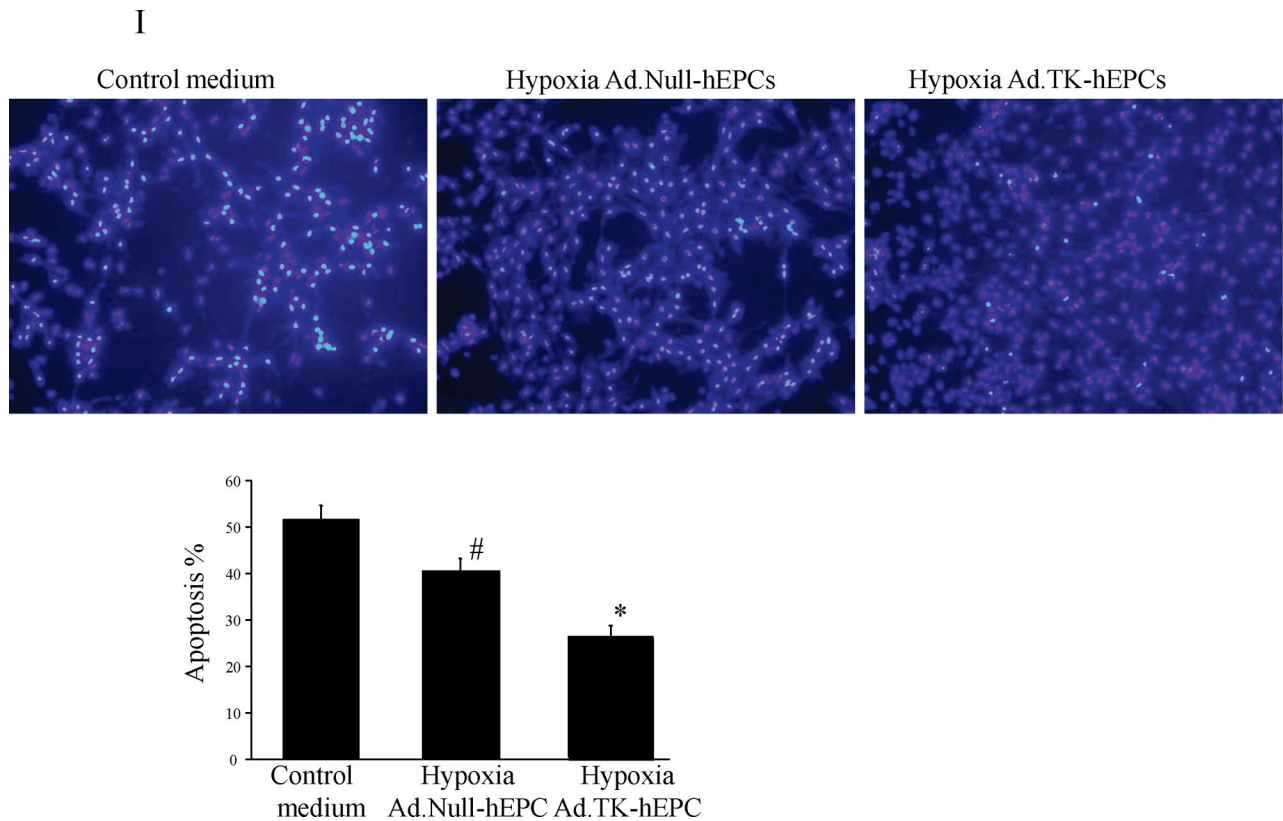 I
Control medium
Hypoxia Ad.Null-hEPCs
Hypoxia Ad.TK-hEPCs
60
50
40
30
20
10
0
Apoptosis %
#
*
Control
medium
Hypoxia
Ad.Null-hEPC
Hypoxia
Ad.TK-hEPC